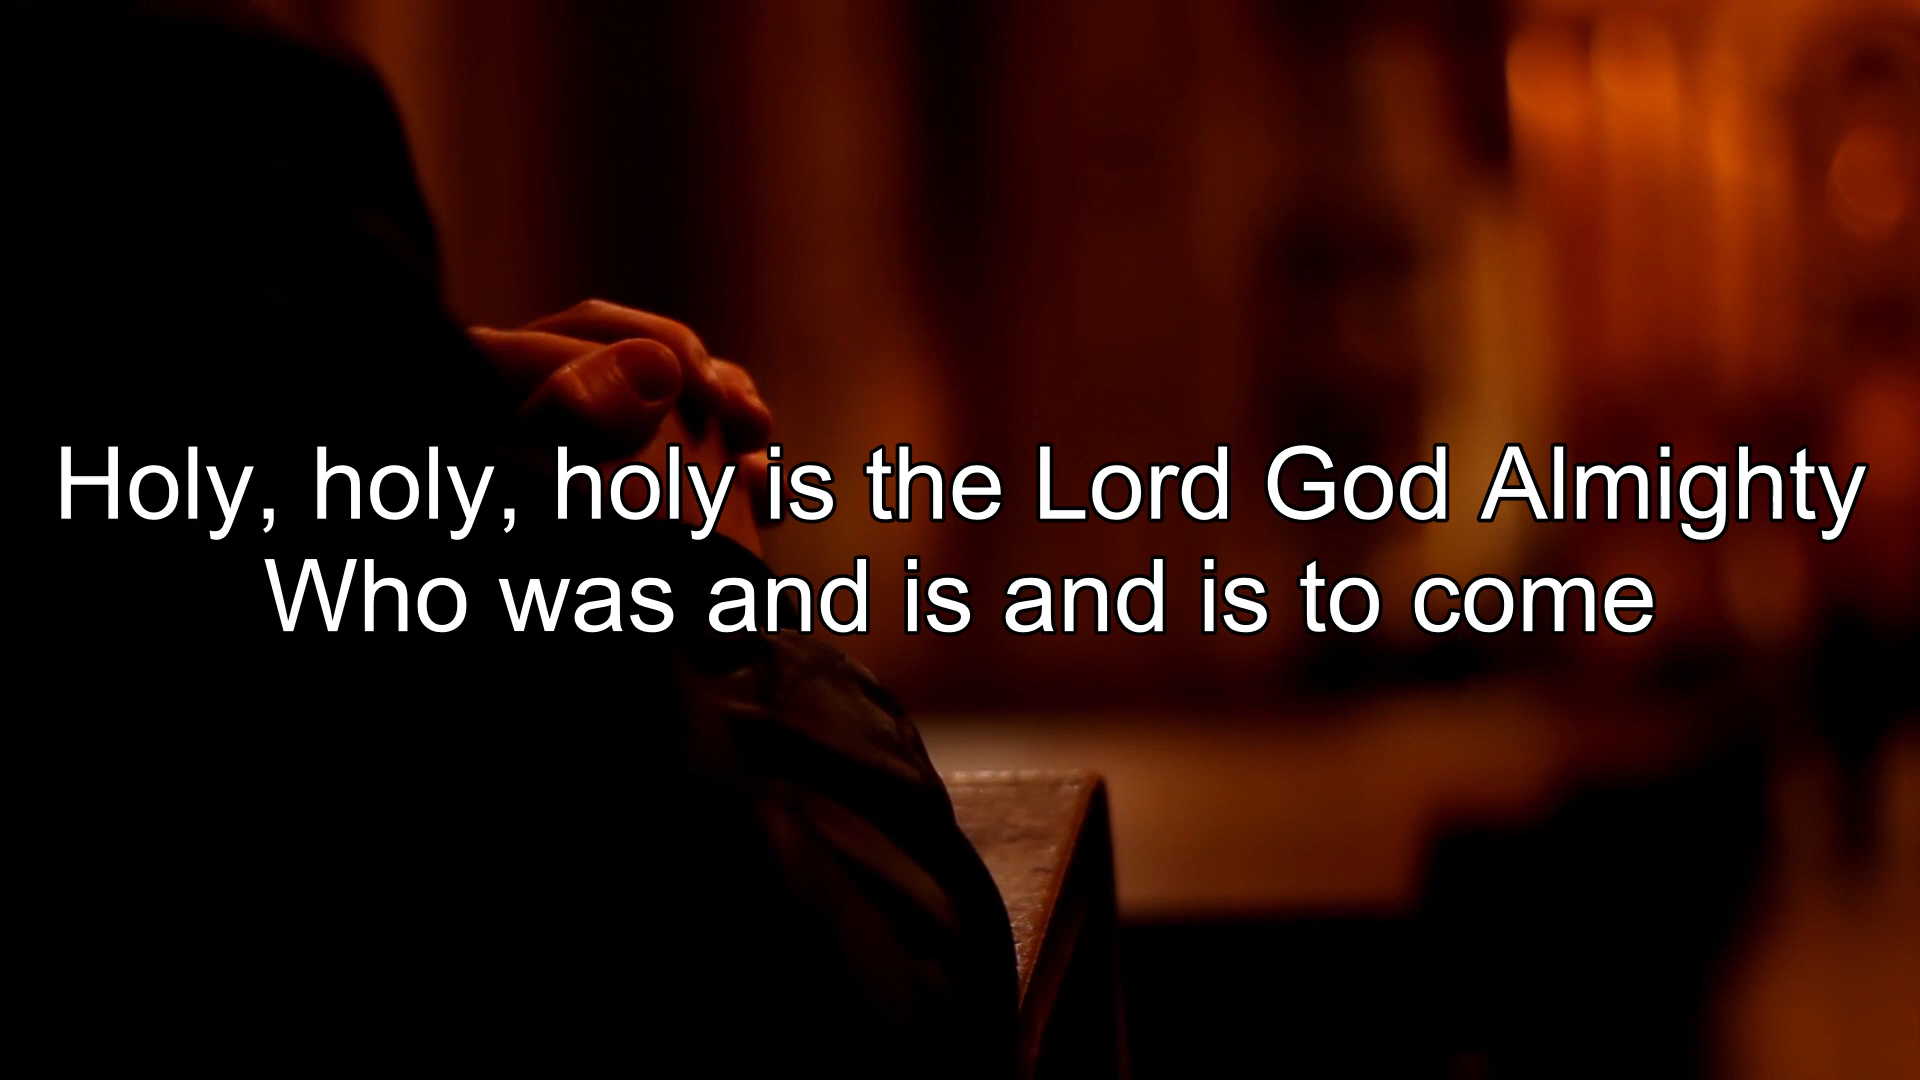 Holy, holy, holy is the Lord God Almighty
Who was and is and is to come